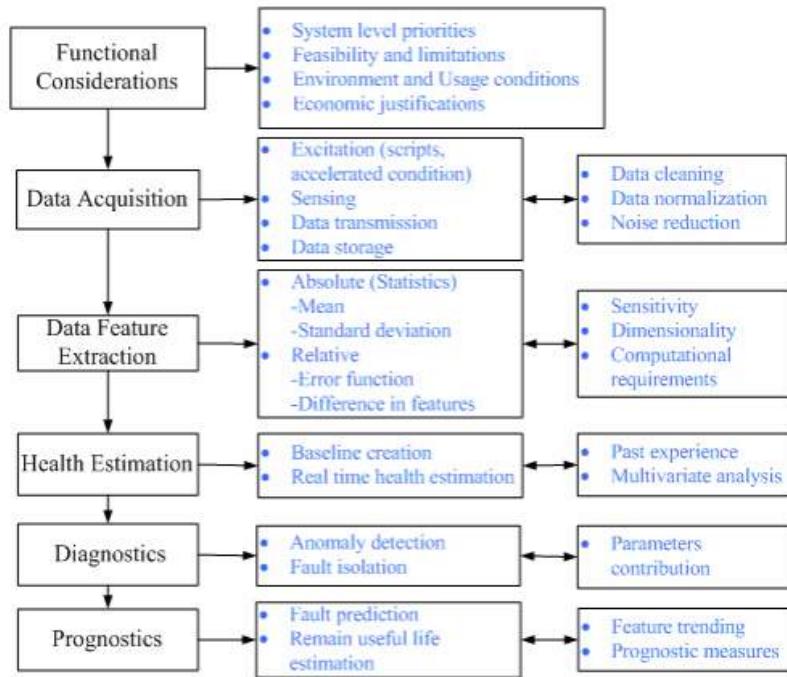 Functional
Considerations
• System level priorities
• Feasibility and limitations
• Environment and Usage conditions
• Economic justifications
Data Acquisition
• Excitation (scripts,
accelerated condition)
• Sensing
• Data transmission
• Data storage
• Data cleaning
• Data normalization
• Noise reduction
Data Feature
Extraction
• Absolute (Statistics)
-Mean
-Standard deviation
• Relative
-Error function
-Difference in features
• Sensitivity
• Dimensionality
• Computational
requirements
Health Estimation
• Baseline creation
• Real time health estimation
• Past experience
• Multivariate analysis
Diagnostics
• Anomaly detection
• Fault isolation
• Parameters
contribution
Prognostics
• Fault prediction
• Remain useful life
estimation
• Feature trending
• Prognostic measures